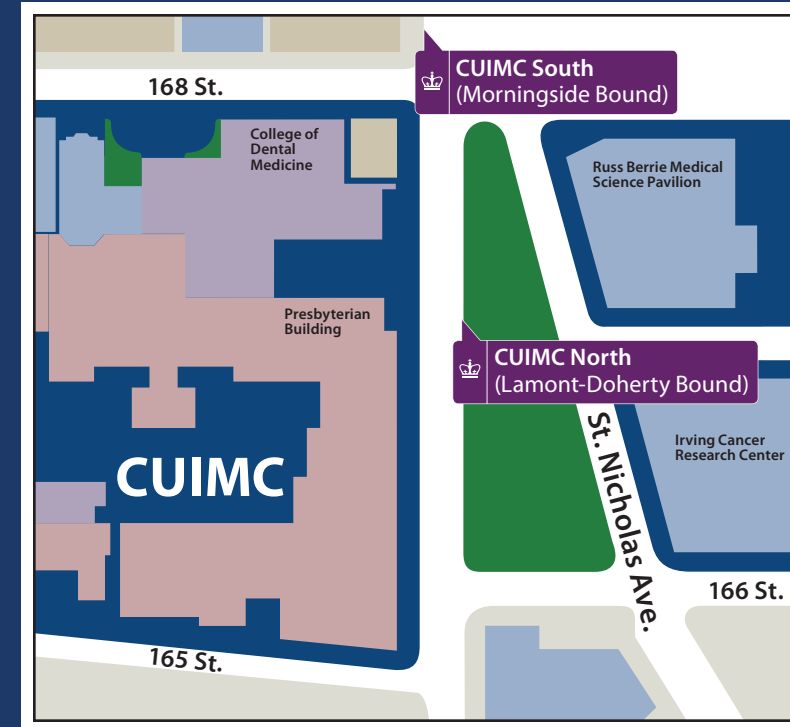 168 St.
CUIMC South
(Morningside Bound)
College of
Dental
Medicine
Russ Berrie Medical
Science Pavilion
Presbyterian
Building
CUIMC North
(Lamont-Doherty Bound)
St. Nicholas Ave.
Irving Cancer
Research Center
CUIMC
166 St.
165 St.